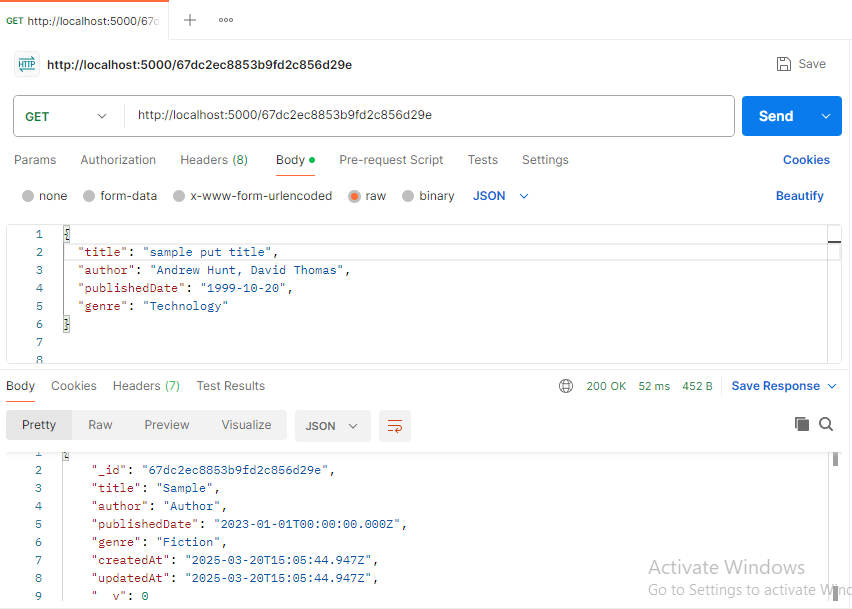 GET http://localhost:5000/67d
HTTP http://localhost:5000/67dc2ec8853b9fd2c856d29e Save
GET http://localhost:5000/67dc2ec8853b9fd2c856d29e Send
Params Authorization Headers (8) Body Pre-request Script Tests Settings Cookies
none form-data x-www-form-urlencoded raw binary JSON Beautify
1 {
2 "title": "sample put title",
3 "author": "Andrew Hunt, David Thomas",
4 "publishedDate": "1999-10-20",
5 "genre": "Technology"
6 }
7
8
Body Cookies Headers (7) Test Results 200 OK 52 ms 452 B Save Response
Pretty Raw Preview Visualize JSON
1 {
2 "_id": "67dc2ec8853b9fd2c856d29e",
3 "title": "Sample",
4 "author": "Author",
5 "publishedDate": "2023-01-01T00:00:00.000Z",
6 "genre": "Fiction",
7 "createdAt": "2025-03-20T15:05:44.947Z",
8 "updatedAt": "2025-03-20T15:05:44.947Z",
9 "__v": 0
Activate Windows
Go to Settings to activate Winc